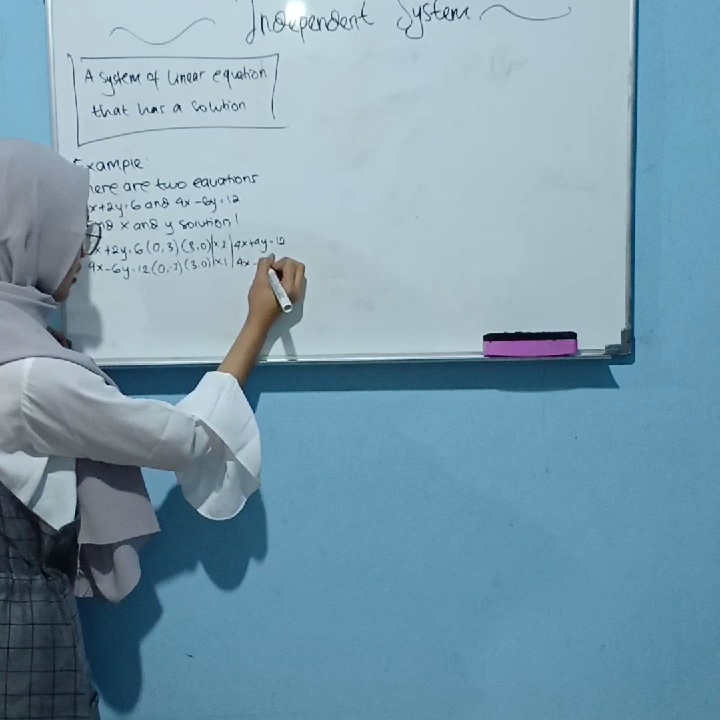 Independent System
A system of linear equation
that has a solution
Example:
here are two equations
x+2y=6 and 4x-6y=12
x and y solution!
x+2y=6 (0,3) (3,0) |x2| 4x+4y=12
4x-6y=12 (0,-2) (3,0) |x1| 4x-